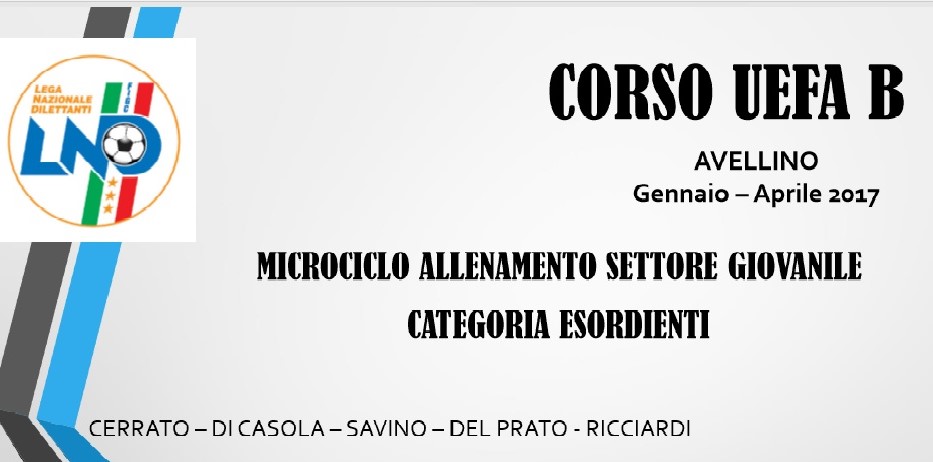 LEGA
NAZIONALE
DILETTANTI
FIGC
LND
CORSO UEFA B
AVELLINO
Gennaio – Aprile 2017
MICROCICLO ALLENAMENTO SETTORE GIOVANILE
CATEGORIA ESORDIENTI
CERRATO – DI CASOLA – SAVINO – DEL PRATO - RICCIARDI